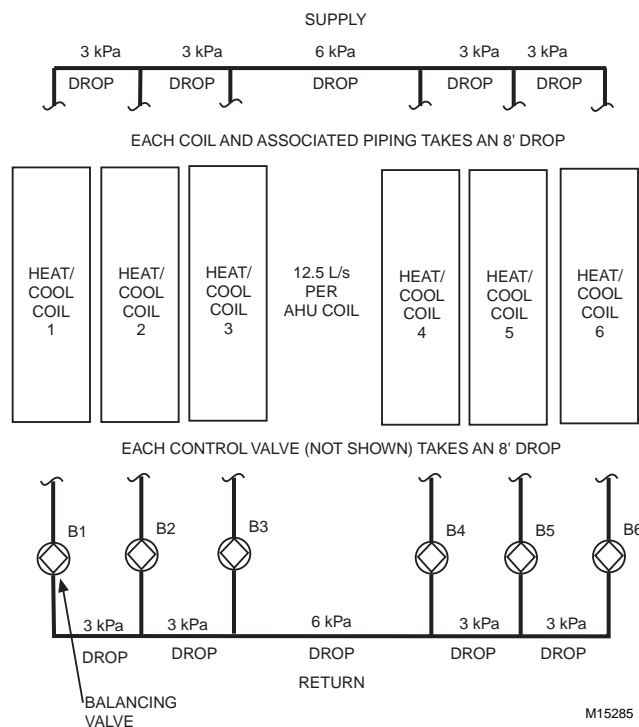 SUPPLY
3 kPa 3 kPa 6 kPa 3 kPa 3 kPa
DROP DROP DROP DROP DROP
EACH COIL AND ASSOCIATED PIPING TAKES AN 8' DROP
HEAT/
COOL
COIL
1
HEAT/
COOL
COIL
2
HEAT/
COOL
COIL
3
12.5 L/s
PER
AHU COIL
HEAT/
COOL
COIL
4
HEAT/
COOL
COIL
5
HEAT/
COOL
COIL
6
EACH CONTROL VALVE (NOT SHOWN) TAKES AN 8' DROP
B1 B2 B3 B4 B5 B6
3 kPa 3 kPa 6 kPa 3 kPa 3 kPa
DROP DROP DROP DROP DROP
RETURN
BALANCING
VALVE
M15285